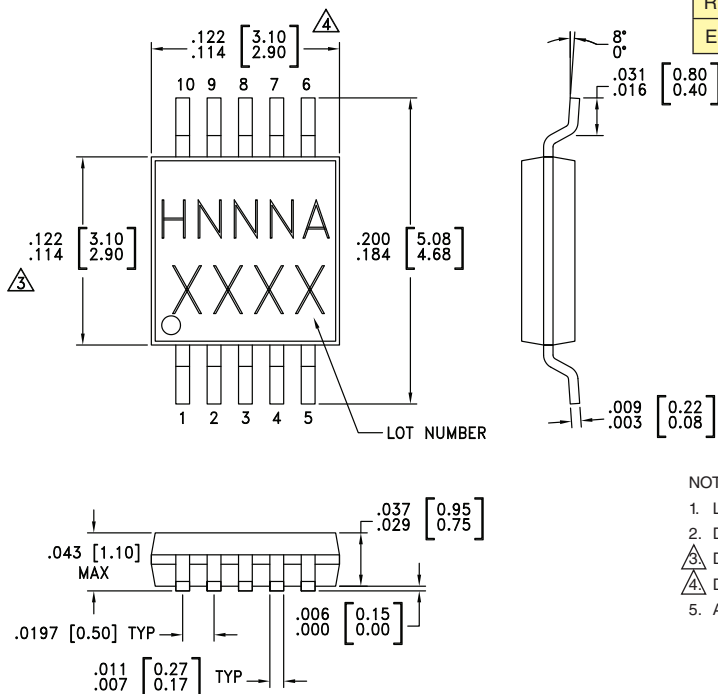 R
E
.122 [3.10]
.114 [2.90]
4
10 9 8 7 6
8°
0°
.031 [0.80]
.016 [0.40]
HNNNA
XXXX
.122 [3.10]
.114 [2.90]
3
.200 [5.08]
.184 [4.68]
1 2 3 4 5
LOT NUMBER
.009 [0.22]
.003 [0.08]
.037 [0.95]
.029 [0.75]
.043 [1.10]
MAX
.0197 [0.50] TYP
.006 [0.15]
.000 [0.00]
.011 [0.27]
.007 [0.17] TYP
NOT
1. L
2. D
3. D
4. D
5. A